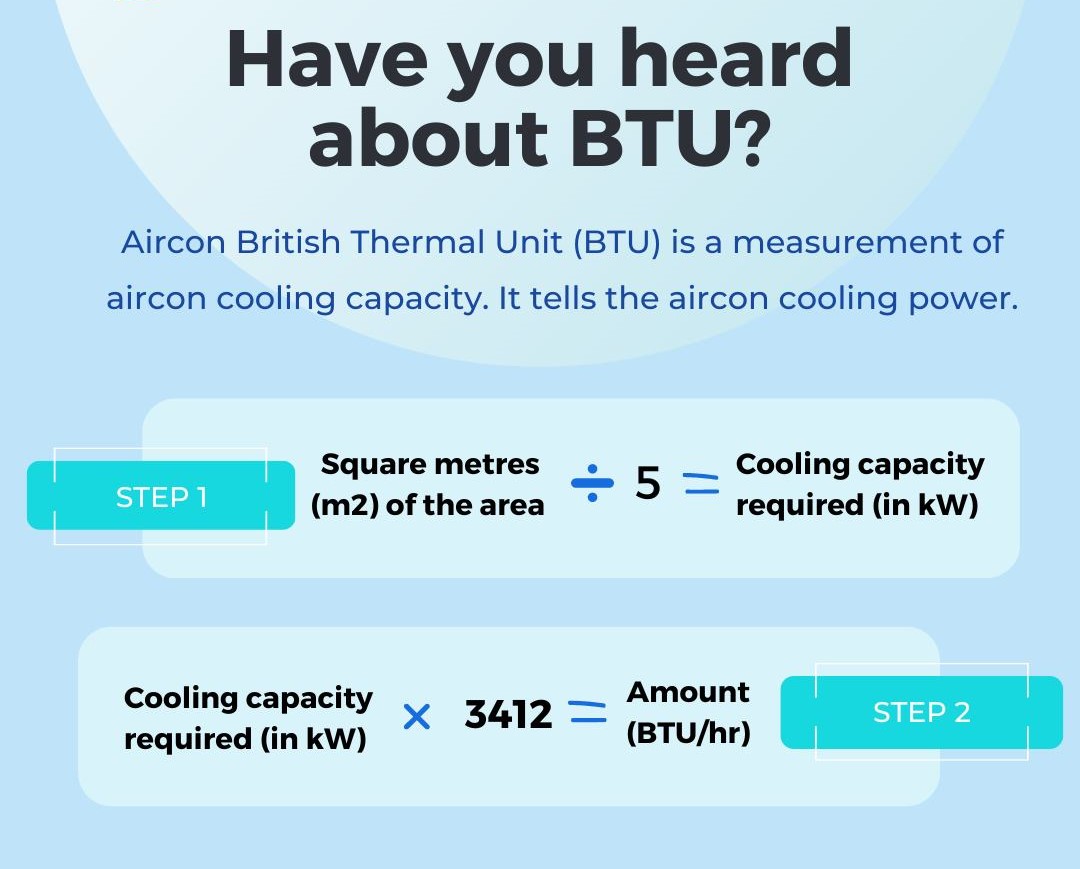 Have you heard
about BTU?
Aircon British Thermal Unit (BTU) is a measurement of
aircon cooling capacity. It tells the aircon cooling power.
STEP 1
Square metres
(m2) of the area
÷ 5 =
Cooling capacity
required (in kW)
Cooling capacity
required (in kW)
× 3412 =
Amount
(BTU/hr)
STEP 2